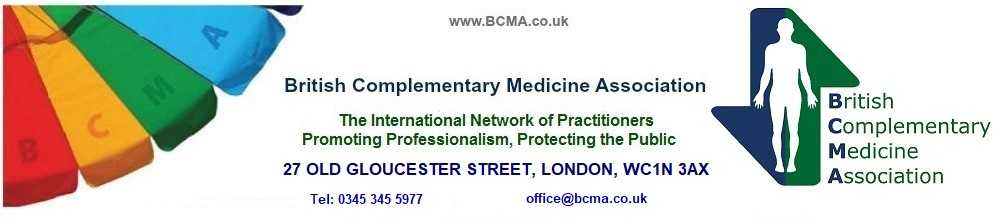 B
C
M
A
www.BCMA.co.uk
British Complementary Medicine Association
The International Network of Practitioners
Promoting Professionalism, Protecting the Public
27 OLD GLOUCESTER STREET, LONDON, WC1N 3AX
Tel: 0345 345 5977 office@bcma.co.uk
British
Complementary
Medicine
Association